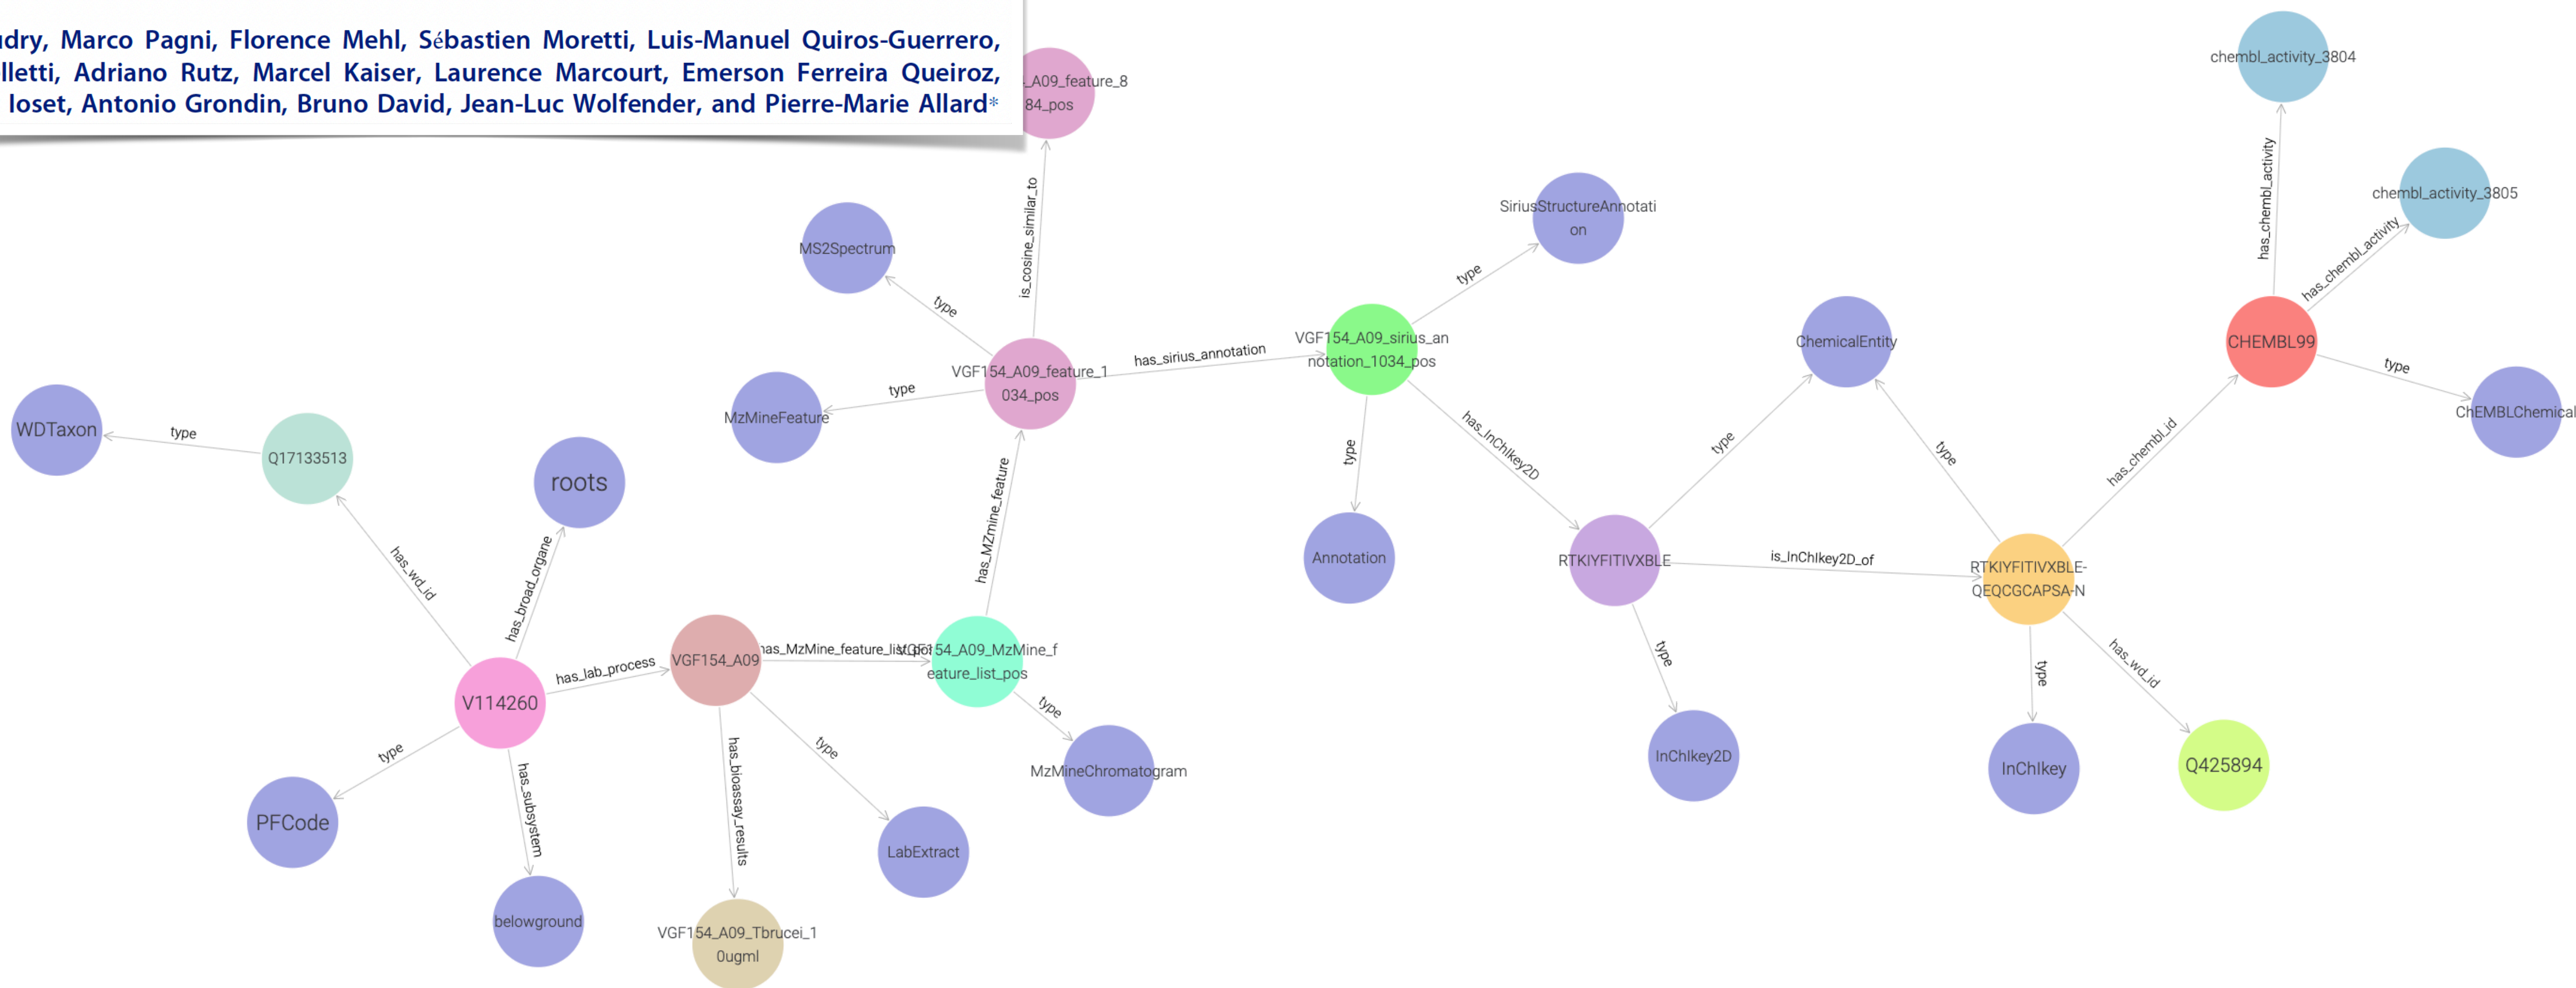 udry, Marco Pagni, Florence Mehl, Sébastien Moretti, Luis-Manuel Quiros-Guerrero,
lletti, Adriano Rutz, Marcel Kaiser, Laurence Marcourt, Emerson Ferreira Queiroz,
loset, Antonio Grondin, Bruno David, Jean-Luc Wolfender, and Pierre-Marie Allard*
_A09_feature_8
84_pos
is_cosine_similar_to
MS2Spectrum
type
MzMineFeature
type
VGF154_A09_feature_1
034_pos
has_sirius_annotation
VGF154_A09_sirius_an
notation_1034_pos
type
SiriusStructureAnnotati
on
type
Annotation
has_InChIkey2D
RTKIYFITIVXBLE
type
ChemicalEntity
type
InChIkey2D
is_InChIkey2D_of
RTKIYFITIVXBLE-
QEQCGCAPSA-N
type
type
InChIkey
has_wd_id
Q425894
has_chembl_id
CHEMBL99
has_chembl_activity
chembl_activity_3804
has_chembl_activity
chembl_activity_3805
type
ChEMBLChemical
WDTaxon
type
Q17133513
has_wd_id
roots
has_broad_organe
V114260
type
PFCode
has_subsystem
belowground
has_lab_process
VGF154_A09
has_bioassay_results
VGF154_A09_Tbrucei_1
0ugml
type
LabExtract
has_MzMine_feature_list_pos
VGF154_A09_MzMine_f
eature_list_pos
type
MzMineChromatogram
has_MZmine_feature